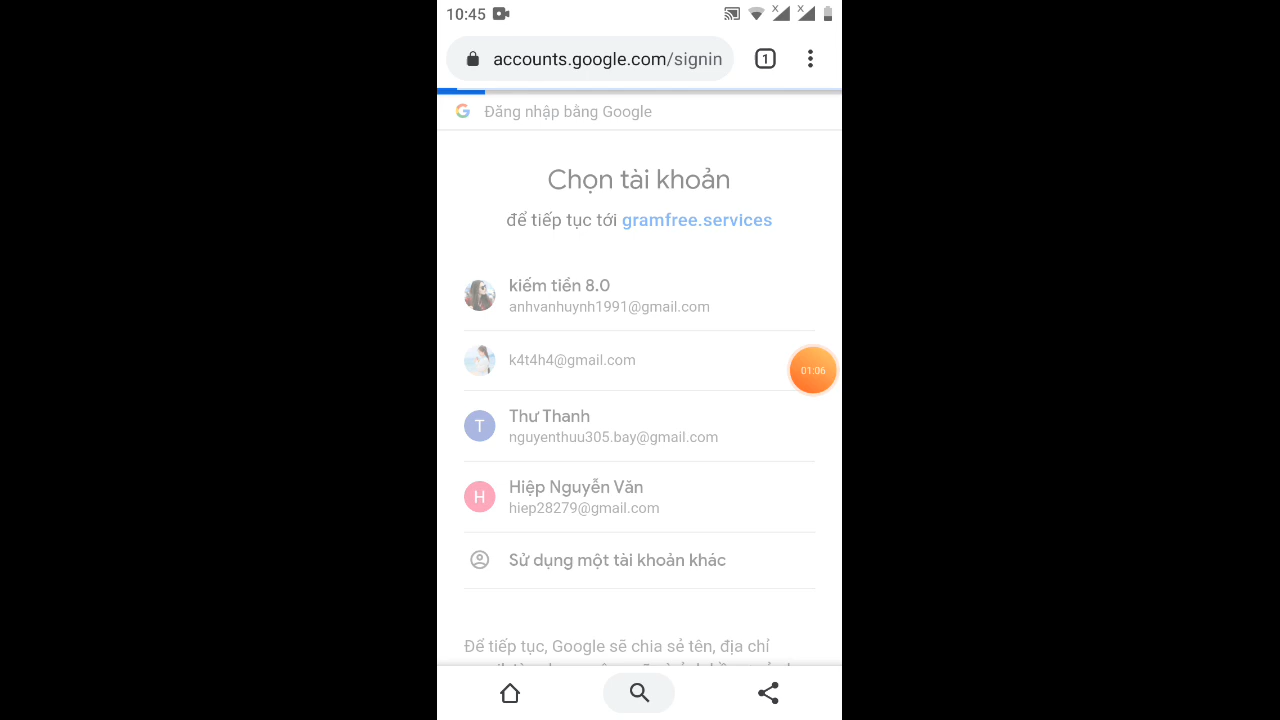 10:45
accounts.google.com/signin
1
Đăng nhập bằng Google
Chọn tài khoản
để tiếp tục tới gramfree.services
kiếm tiền 8.0
anhvanhuynh1991@gmail.com
k4t4h4@gmail.com
01:06
T
Thư Thanh
nguyenthuu305.bay@gmail.com
H
Hiệp Nguyễn Văn
hiep28279@gmail.com
Sử dụng một tài khoản khác
Để tiếp tục, Google sẽ chia sẻ tên, địa chỉ